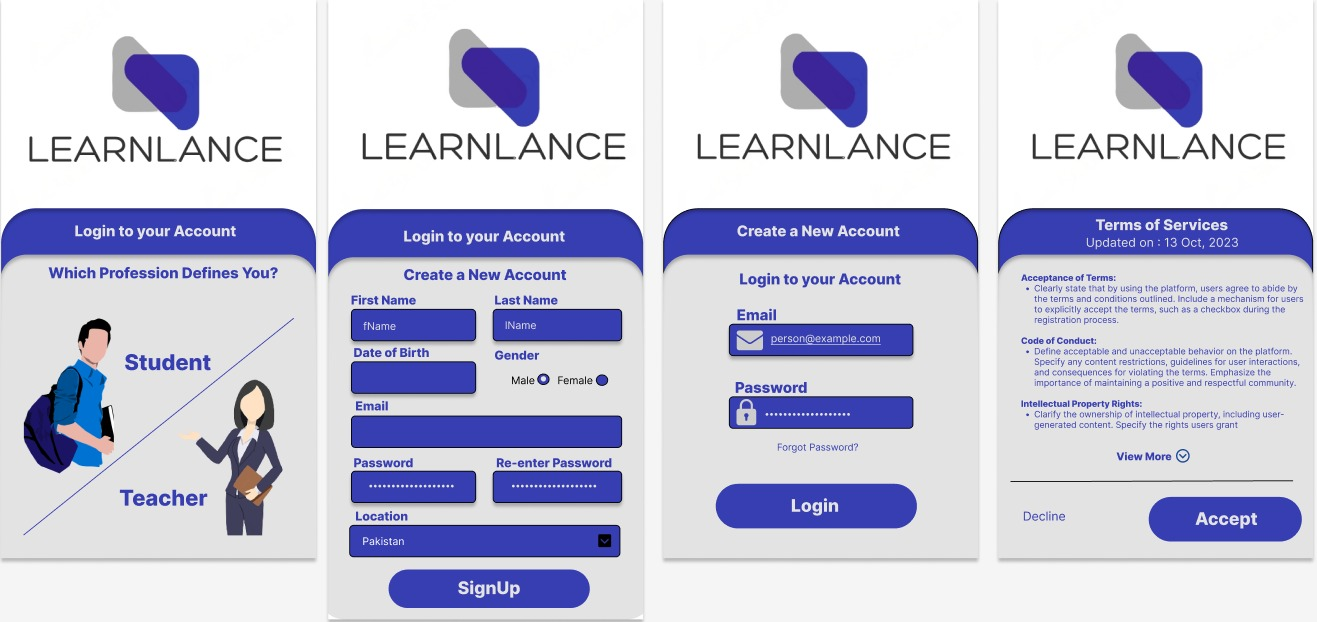 LEARNLANCE
Login to your Account
Which Profession Defines You?
Student
Teacher
LEARNLANCE
Login to your Account
Create a New Account
First Name
Last Name
fName
lName
Date of Birth
Gender
Male
Female
Email
Password
Re-enter Password
Location
Pakistan
SignUp
LEARNLANCE
Create a New Account
Login to your Account
Email
person@example.com
Password
Forgot Password?
Login
LEARNLANCE
Terms of Services
Updated on : 13 Oct, 2023
Acceptance of Terms:
• Clearly state that by using the platform, users agree to abide by
the terms and conditions outlined. Include a mechanism for users
to explicitly accept the terms, such as a checkbox during the
registration process.
Code of Conduct:
• Define acceptable and unacceptable behavior on the platform.
Specify any content restrictions, guidelines for user interactions,
and consequences for violating the terms. Emphasize the
importance of maintaining a positive and respectful community.
Intellectual Property Rights:
• Clarify the ownership of intellectual property, including user-
generated content. Specify the rights users grant
View More
Decline
Accept